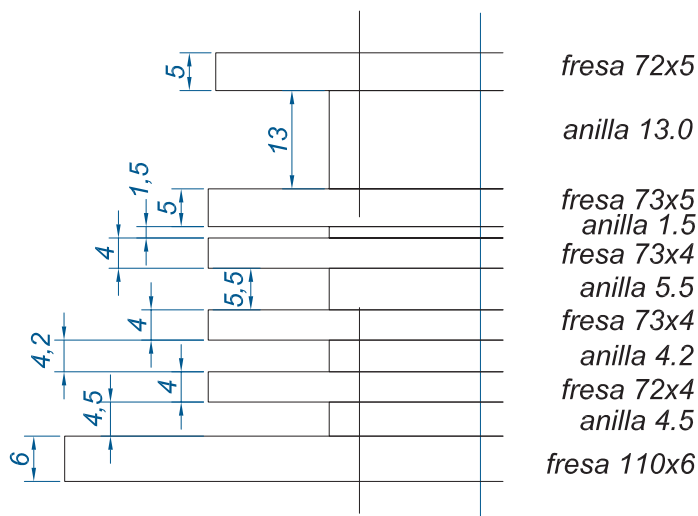 5
fresa 72x5
13
anilla 13.0
1,5
5
fresa 73x5
anilla 1.5
4
fresa 73x4
5,5
anilla 5.5
4
fresa 73x4
4,2
anilla 4.2
4
fresa 72x4
4,5
anilla 4.5
6
fresa 110x6